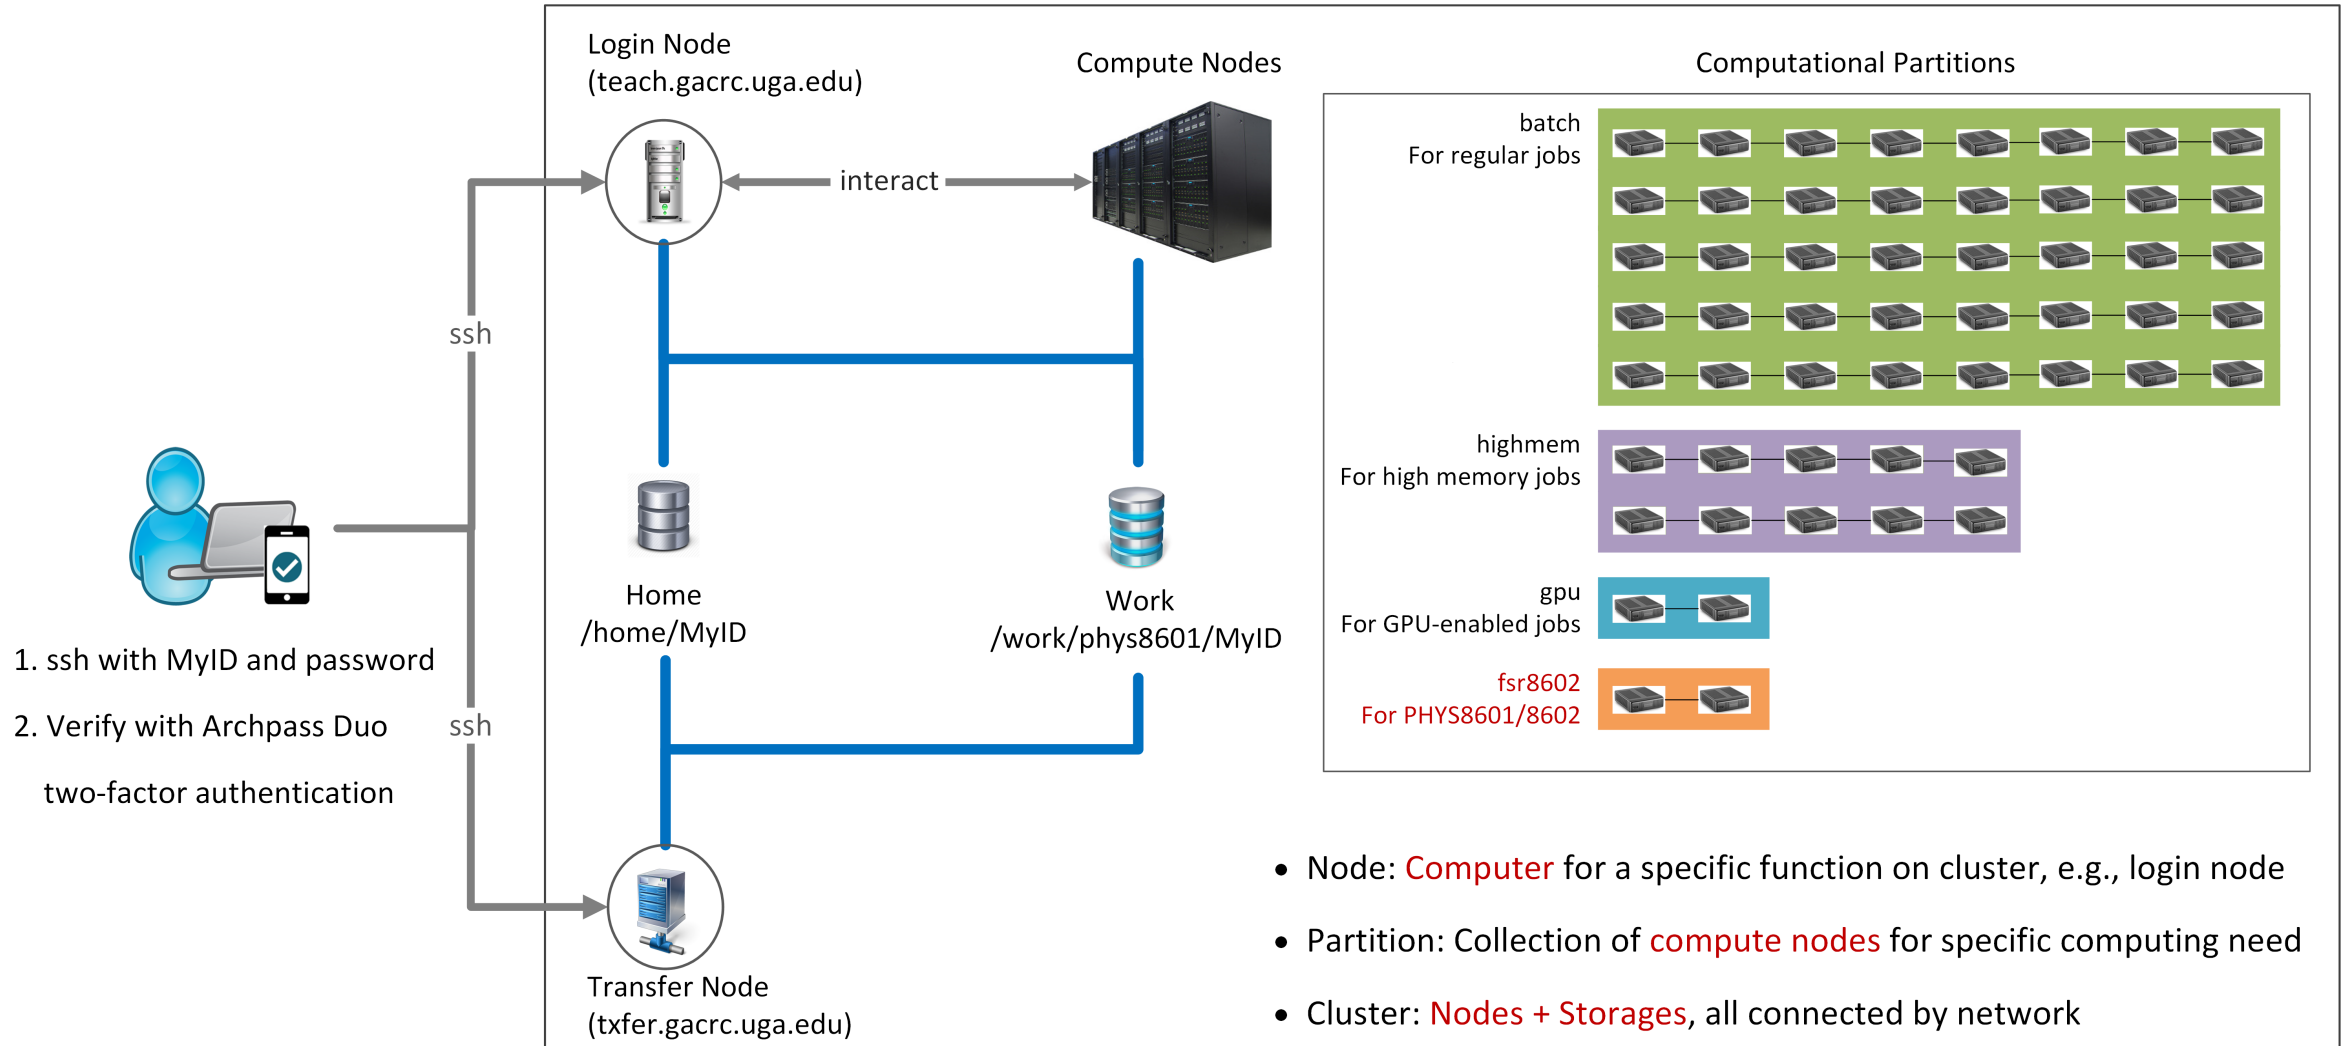 Login Node
(teach.gacrc.uga.edu)
Compute Nodes
Computational Partitions
interact
batch
For regular jobs
highmem
For high memory jobs
gpu
For GPU-enabled jobs
fsr8602
For PHYS8601/8602
ssh
Home
/home/MyID
Work
/work/phys8601/MyID
1. ssh with MyID and password
2. Verify with Archpass Duo
two-factor authentication
ssh
Transfer Node
(txfer.gacrc.uga.edu)
• Node: Computer for a specific function on cluster, e.g., login node
• Partition: Collection of compute nodes for specific computing need
• Cluster: Nodes + Storages, all connected by network